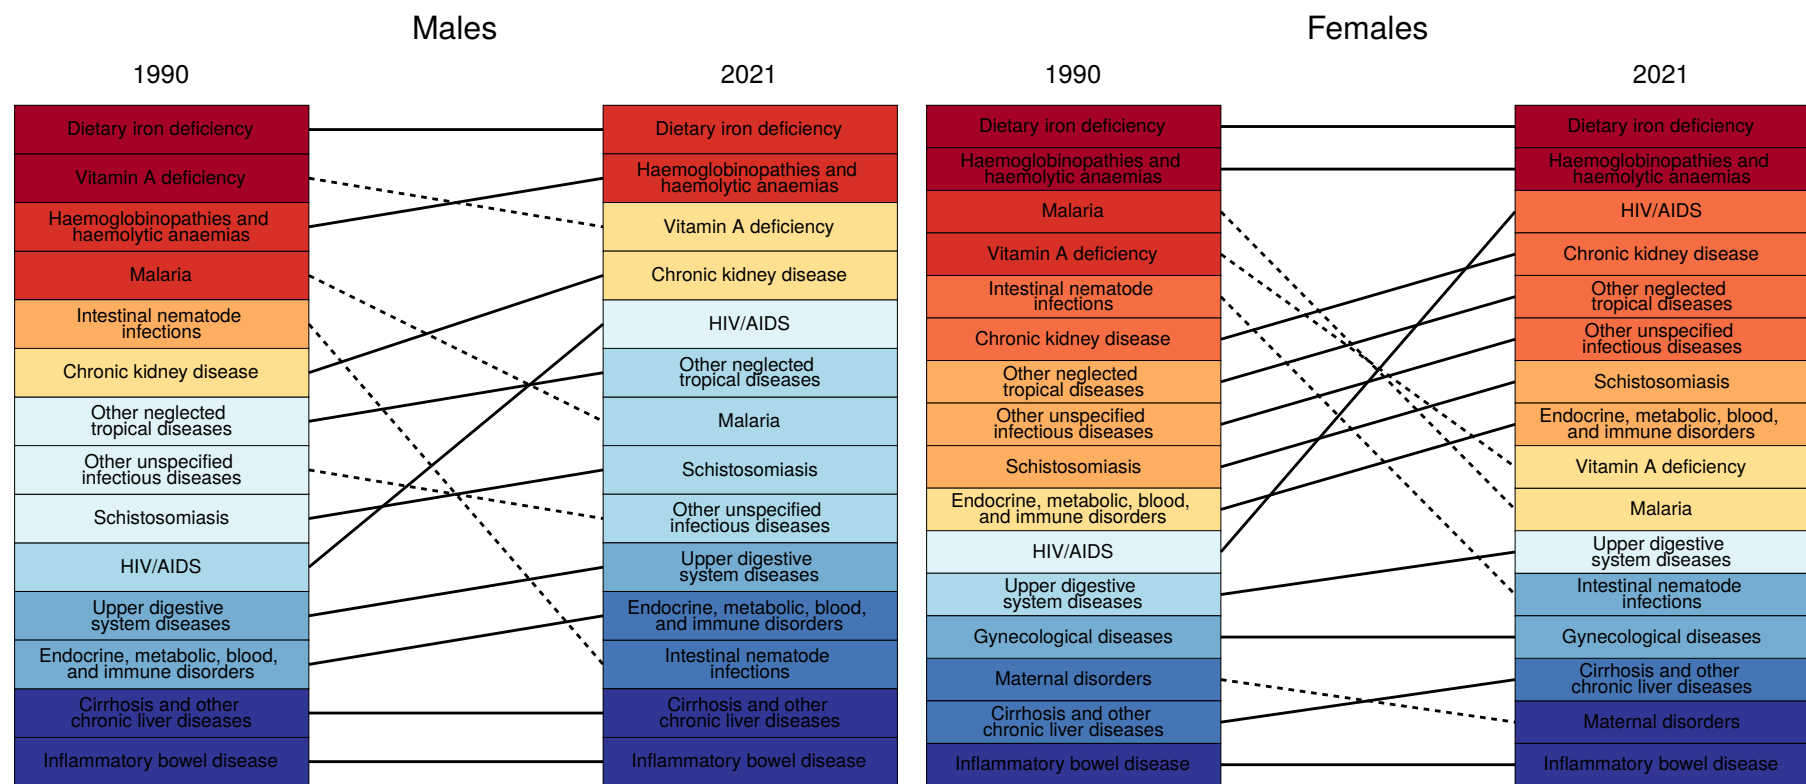 Males
1990
2021
Dietary iron deficiency
Vitamin A deficiency
Haemoglobinopathies and
haemolytic anaemias
Malaria
Intestinal nematode
infections
Chronic kidney disease
Other neglected
tropical diseases
Other unspecified
infectious diseases
Schistosomiasis
HIV/AIDS
Upper digestive
system diseases
Endocrine, metabolic, blood,
and immune disorders
Cirrhosis and other
chronic liver diseases
Inflammatory bowel disease
Dietary iron deficiency
Haemoglobinopathies and
haemolytic anaemias
Vitamin A deficiency
Chronic kidney disease
HIV/AIDS
Other neglected
tropical diseases
Malaria
Schistosomiasis
Other unspecified
infectious diseases
Upper digestive
system diseases
Endocrine, metabolic, blood,
and immune disorders
Intestinal nematode
infections
Cirrhosis and other
chronic liver diseases
Inflammatory bowel disease
Females
1990
2021
Dietary iron deficiency
Haemoglobinopathies and
haemolytic anaemias
Malaria
Vitamin A deficiency
Intestinal nematode
infections
Chronic kidney disease
Other neglected
tropical diseases
Other unspecified
infectious diseases
Schistosomiasis
Endocrine, metabolic, blood,
and immune disorders
HIV/AIDS
Upper digestive
system diseases
Gynecological diseases
Maternal disorders
Cirrhosis and other
chronic liver diseases
Inflammatory bowel disease
Dietary iron deficiency
Haemoglobinopathies and
haemolytic anaemias
HIV/AIDS
Chronic kidney disease
Other neglected
tropical diseases
Other unspecified
infectious diseases
Schistosomiasis
Endocrine, metabolic, blood,
and immune disorders
Vitamin A deficiency
Malaria
Upper digestive
system diseases
Intestinal nematode
infections
Gynecological diseases
Cirrhosis and other
chronic liver diseases
Maternal disorders
Inflammatory bowel disease